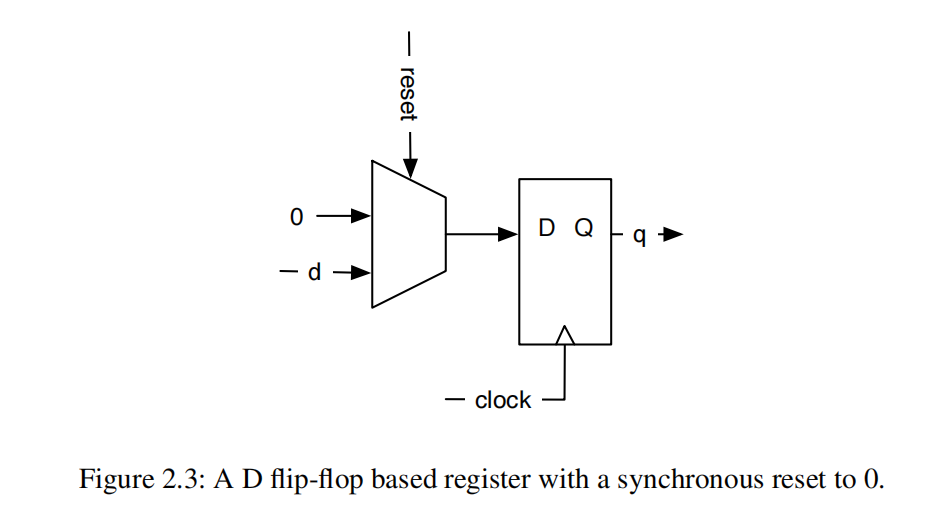 reset
0
d
D Q
q
clock
Figure 2.3: A D flip-flop based register with a synchronous reset to 0.